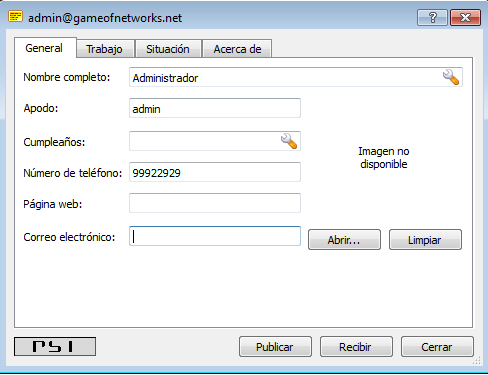 admin@gameofnetworks.net
?
General Trabajo Situación Acerca de
Nombre completo: Administrador
Apodo: admin
Cumpleaños:
Imagen no
disponible
Número de teléfono: 99922929
Página web:
Correo electrónico:
Abrir... Limpiar
PSI Publicar Recibir Cerrar